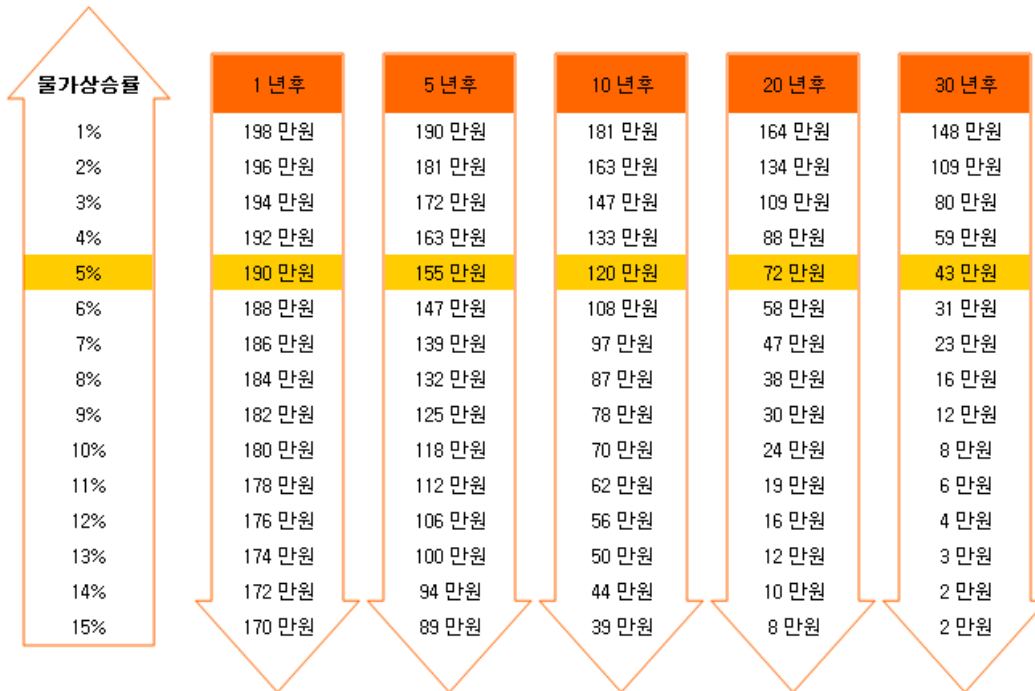 물가상승률 1 년후 5 년후 10 년후 20 년후 30 년후
1% 198 만원 190 만원 181 만원 164 만원 148 만원
2% 196 만원 181 만원 163 만원 134 만원 109 만원
3% 194 만원 172 만원 147 만원 109 만원 80 만원
4% 192 만원 163 만원 133 만원 88 만원 59 만원
5% 190 만원 155 만원 120 만원 72 만원 43 만원
6% 188 만원 147 만원 108 만원 58 만원 31 만원
7% 186 만원 139 만원 97 만원 47 만원 23 만원
8% 184 만원 132 만원 87 만원 38 만원 16 만원
9% 182 만원 125 만원 78 만원 30 만원 12 만원
10% 180 만원 118 만원 70 만원 24 만원 8 만원
11% 178 만원 112 만원 62 만원 19 만원 6 만원
12% 176 만원 106 만원 56 만원 16 만원 4 만원
13% 174 만원 100 만원 50 만원 12 만원 3 만원
14% 172 만원 94 만원 44 만원 10 만원 2 만원
15% 170 만원 89 만원 39 만원 8 만원 2 만원